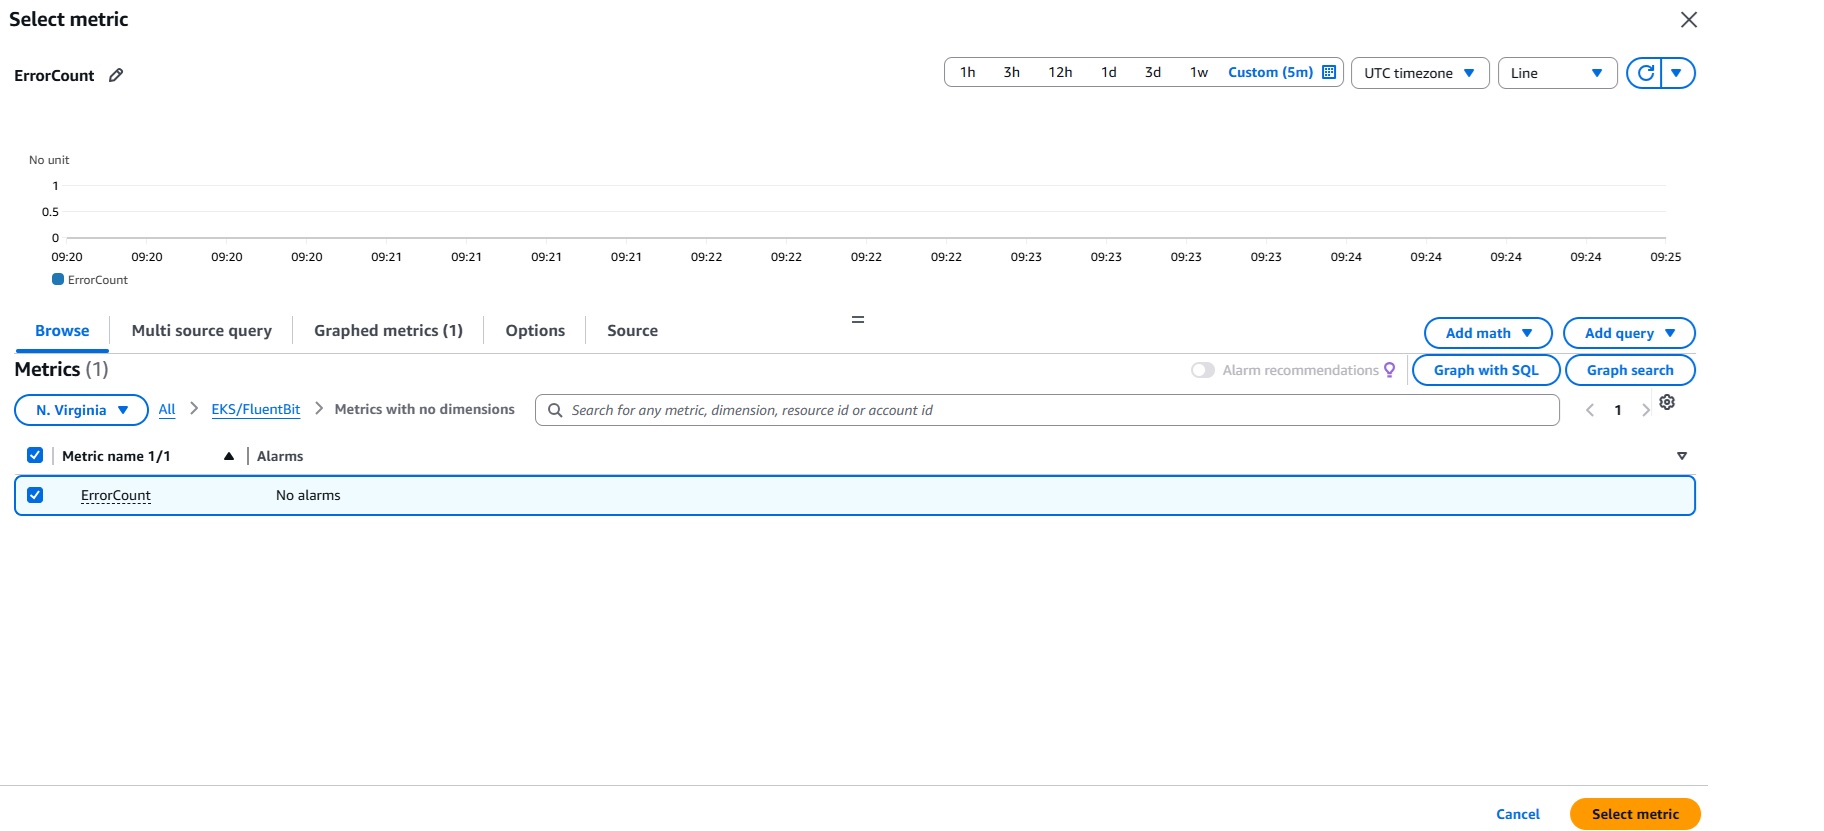 Select metric
ErrorCount
1h 3h 12h 1d 3d 1w Custom (5m) UTC timezone Line
No unit
1
0.5
0
09:20 09:20 09:20 09:20 09:21 09:21 09:21 09:21 09:22 09:22 09:22 09:22 09:23 09:23 09:23 09:23 09:24 09:24 09:24 09:24 09:25
ErrorCount
Browse Multi source query Graphed metrics (1) Options Source Add math Add query
Metrics (1) Alarm recommendations Graph with SQL Graph search
N. Virginia All EKS/FluentBit Metrics with no dimensions Search for any metric, dimension, resource id or account id 1
Metric name 1/1 Alarms
ErrorCount No alarms
Cancel Select metric